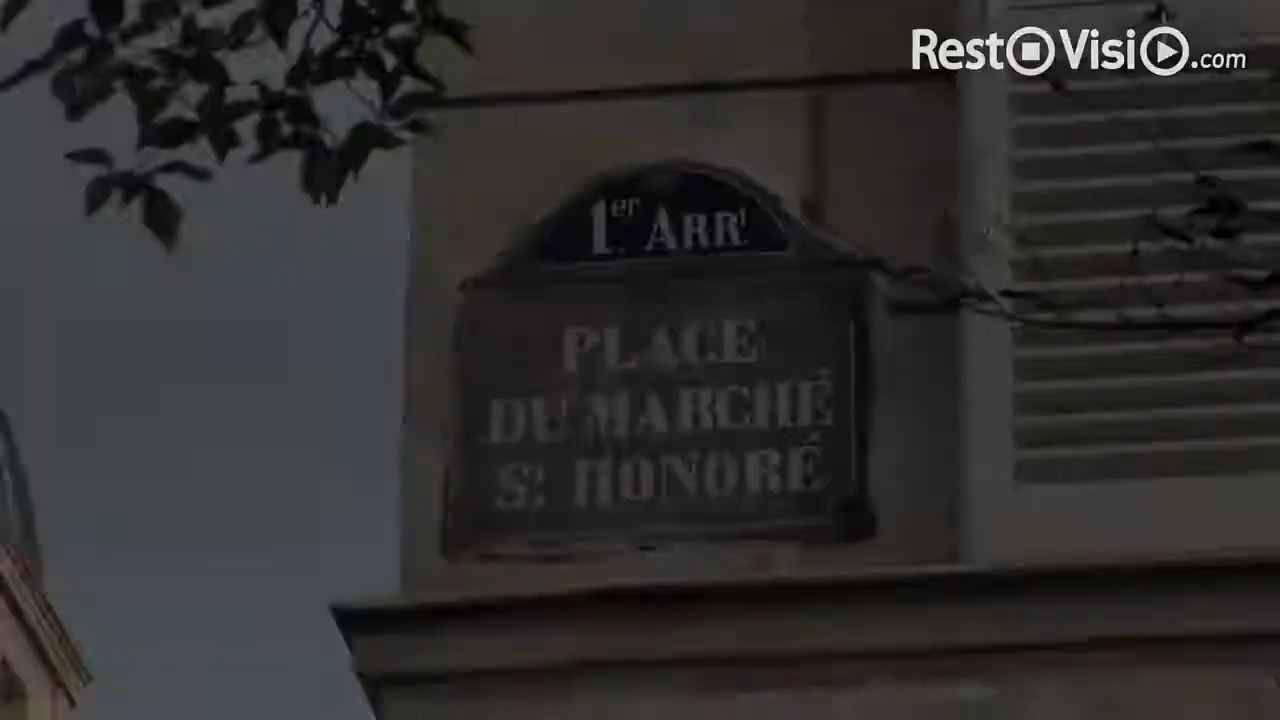 RestoVisio.com
1er ARRt
PLACE
DU MARCHÉ
St. HONORÉ